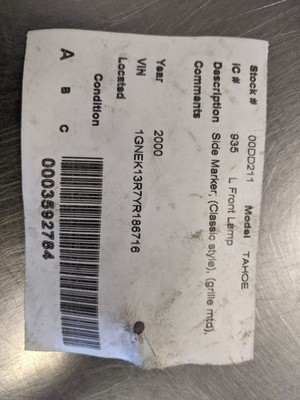 Stock # 00DD211 Model TAHOE
IC # 935 L Front Lamp
Description Side Marker, (Classic style), (grille mtd),
Comments
Year 2000
VIN 1GNEK13R7YR186716
Located
Condition
A B C
0003592764